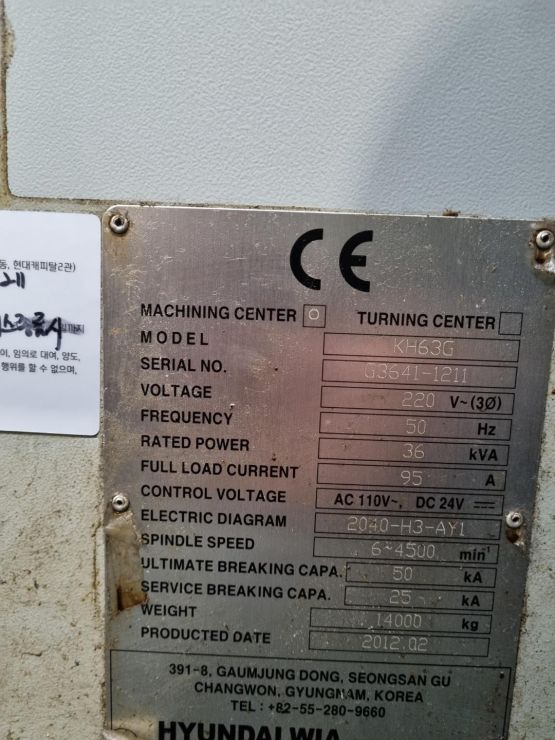 동, 현대캐피탈2관)
이, 임의로 대여, 양도,
행위를 할 수 없으며,
CE
MACHINING CENTER O TURNING CENTER
MODEL KH63G
SERIAL NO. G3641-1211
VOLTAGE 220 V~(3Ø)
FREQUENCY 50 Hz
RATED POWER 36 kVA
FULL LOAD CURRENT 95 A
CONTROL VOLTAGE AC 110V~, DC 24V
ELECTRIC DIAGRAM 2040-H3-AY1
SPINDLE SPEED 6~4500 min⁻¹
ULTIMATE BREAKING CAPA. 50 kA
SERVICE BREAKING CAPA. 25 kA
WEIGHT 14000 kg
PRODUCTED DATE 2012.02
391-8, GAUMJUNG DONG, SEONGSAN GU
CHANGWON, GYUNGNAM, KOREA
TEL : +82-55-280-9660
HYUNDAI WIA